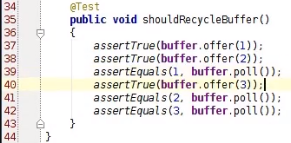 34 @Test
35 public void shouldRecycleBuffer()
36 {
37 assertTrue(buffer.offer(1));
38 assertTrue(buffer.offer(2));
39 assertEquals(1, buffer.poll());
40 assertTrue(buffer.offer(3));
41 assertEquals(2, buffer.poll());
42 assertEquals(3, buffer.poll());
43 }
44 }